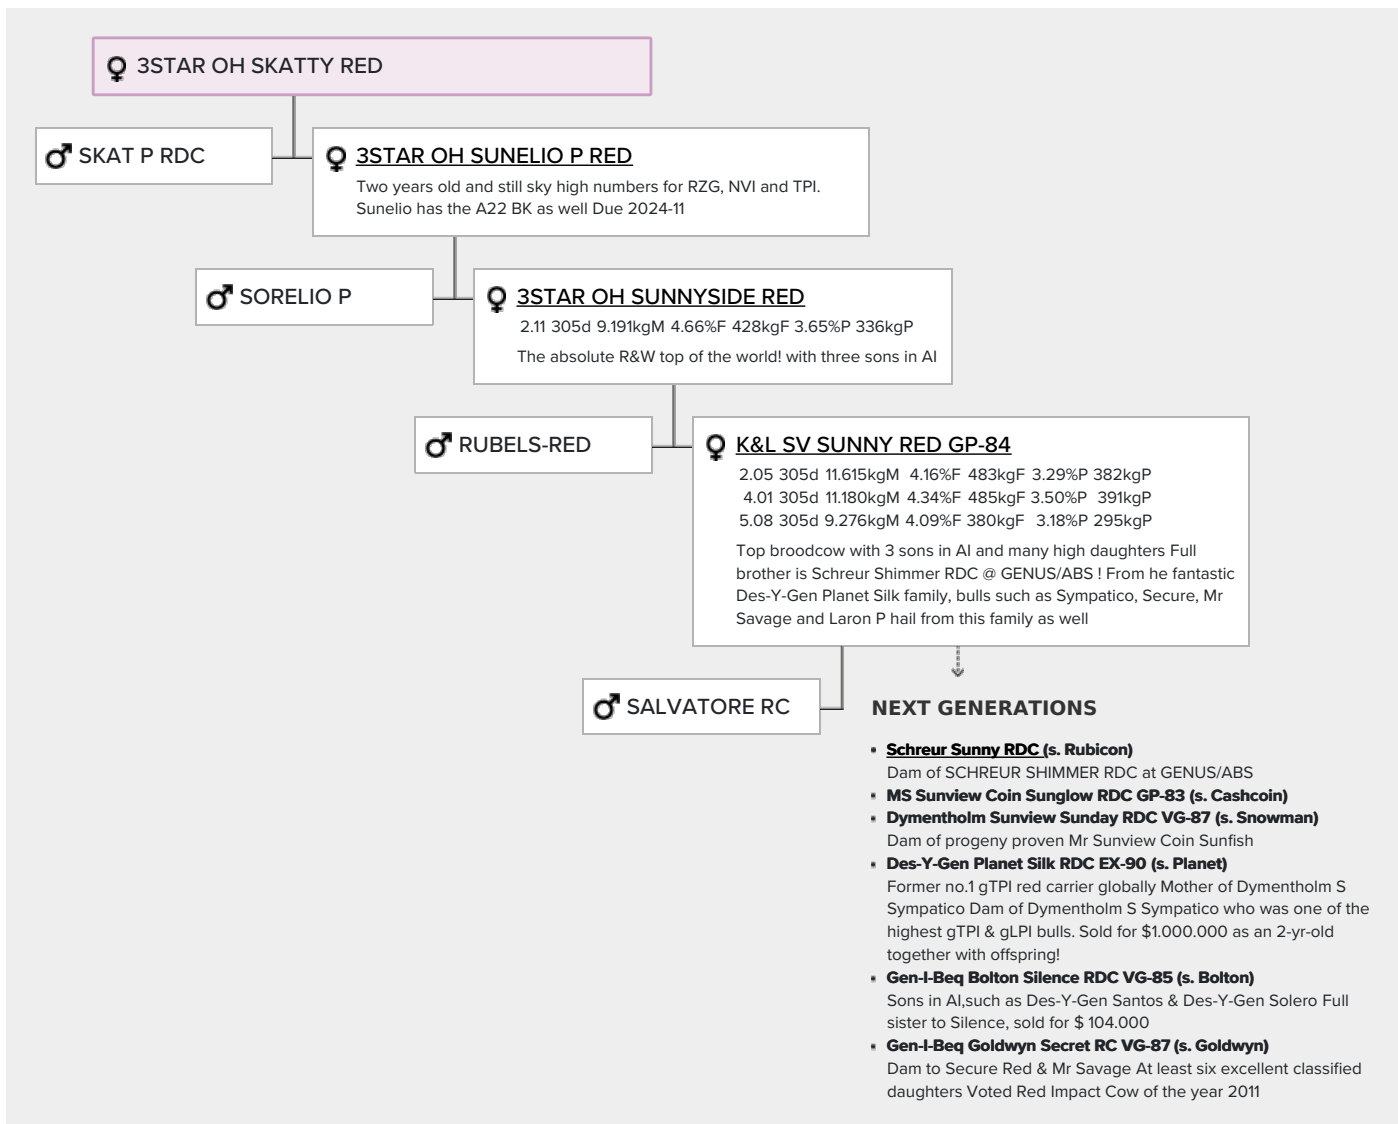 ♀ 3STAR OH SKATTY RED
♂ SKAT P RDC
♀ 3STAR OH SUNELIO P RED
Two years old and still sky high numbers for RZG, NVI and TPI.
Sunelio has the A22 BK as well Due 2024-11
♂ SORELIO P
♀ 3STAR OH SUNNYSIDE RED
2.11 305d 9.191kgM 4.66%F 428kgF 3.65%P 336kgP
The absolute R&W top of the world! with three sons in AI
♂ RUBELS-RED
♀ K&L SV SUNNY RED GP-84
2.05 305d 11.615kgM 4.16%F 483kgF 3.29%P 382kgP
4.01 305d 11.180kgM 4.34%F 485kgF 3.50%P 391kgP
5.08 305d 9.276kgM 4.09%F 380kgF 3.18%P 295kgP
Top broodcow with 3 sons in AI and many high daughters Full
brother is Schreur Shimmer RDC @ GENUS/ABS ! From he fantastic
Des-Y-Gen Planet Silk family, bulls such as Sympatico, Secure, Mr
Savage and Laron P hail from this family as well
♂ SALVATORE RC
NEXT GENERATIONS
▪ Schreur Sunny RDC (s. Rubicon)
Dam of SCHREUR SHIMMER RDC at GENUS/ABS
▪ MS Sunview Coin Sunglow RDC GP-83 (s. Cashcoin)
▪ Dymentholm Sunview Sunday RDC VG-87 (s. Snowman)
Dam of progeny proven Mr Sunview Coin Sunfish
▪ Des-Y-Gen Planet Silk RDC EX-90 (s. Planet)
Former no.1 gTPI red carrier globally Mother of Dymentholm S
Sympatico Dam of Dymentholm S Sympatico who was one of the
highest gTPI & gLPI bulls. Sold for $1.000.000 as an 2-yr-old
together with offspring!
▪ Gen-I-Beq Bolton Silence RDC VG-85 (s. Bolton)
Sons in AI,such as Des-Y-Gen Santos & Des-Y-Gen Solero Full
sister to Silence, sold for $ 104.000
▪ Gen-I-Beq Goldwyn Secret RC VG-87 (s. Goldwyn)
Dam to Secure Red & Mr Savage At least six excellent classified
daughters Voted Red Impact Cow of the year 2011